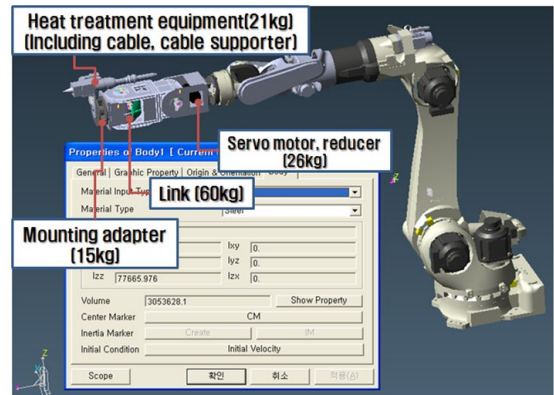 Heat treatment equipment(21kg)
(Including cable, cable supporter)
Servo motor, reducer
(26kg)
Properties of Body1 [ Current
General | Graphic Property | Origin & Orientation Body
Material Input Type
Link (60kg)
Material Type Steel
Mounting adapter
(15kg)
Ixy 0.
Iyz 0.
Izz 77665.976 Izx 0.
Volume 3053628.1 Show Property
Center Marker CM
Inertia Marker Create IM
Initial Condition Initial Velocity
Scope 확인 취소 적용(A)
Z
Z